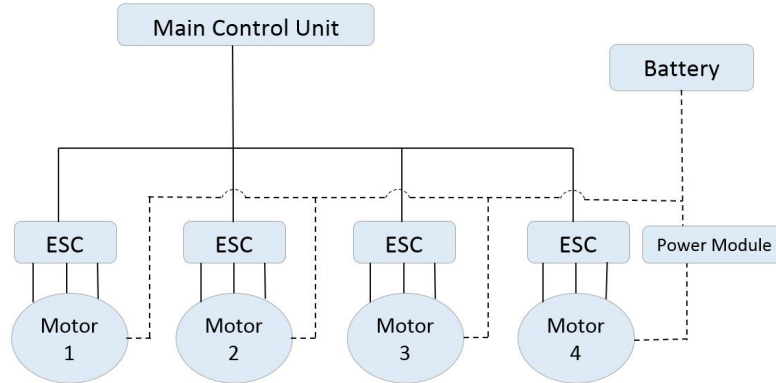 Main Control Unit
Battery
ESC
ESC
ESC
ESC
Power Module
Motor
1
Motor
2
Motor
3
Motor
4